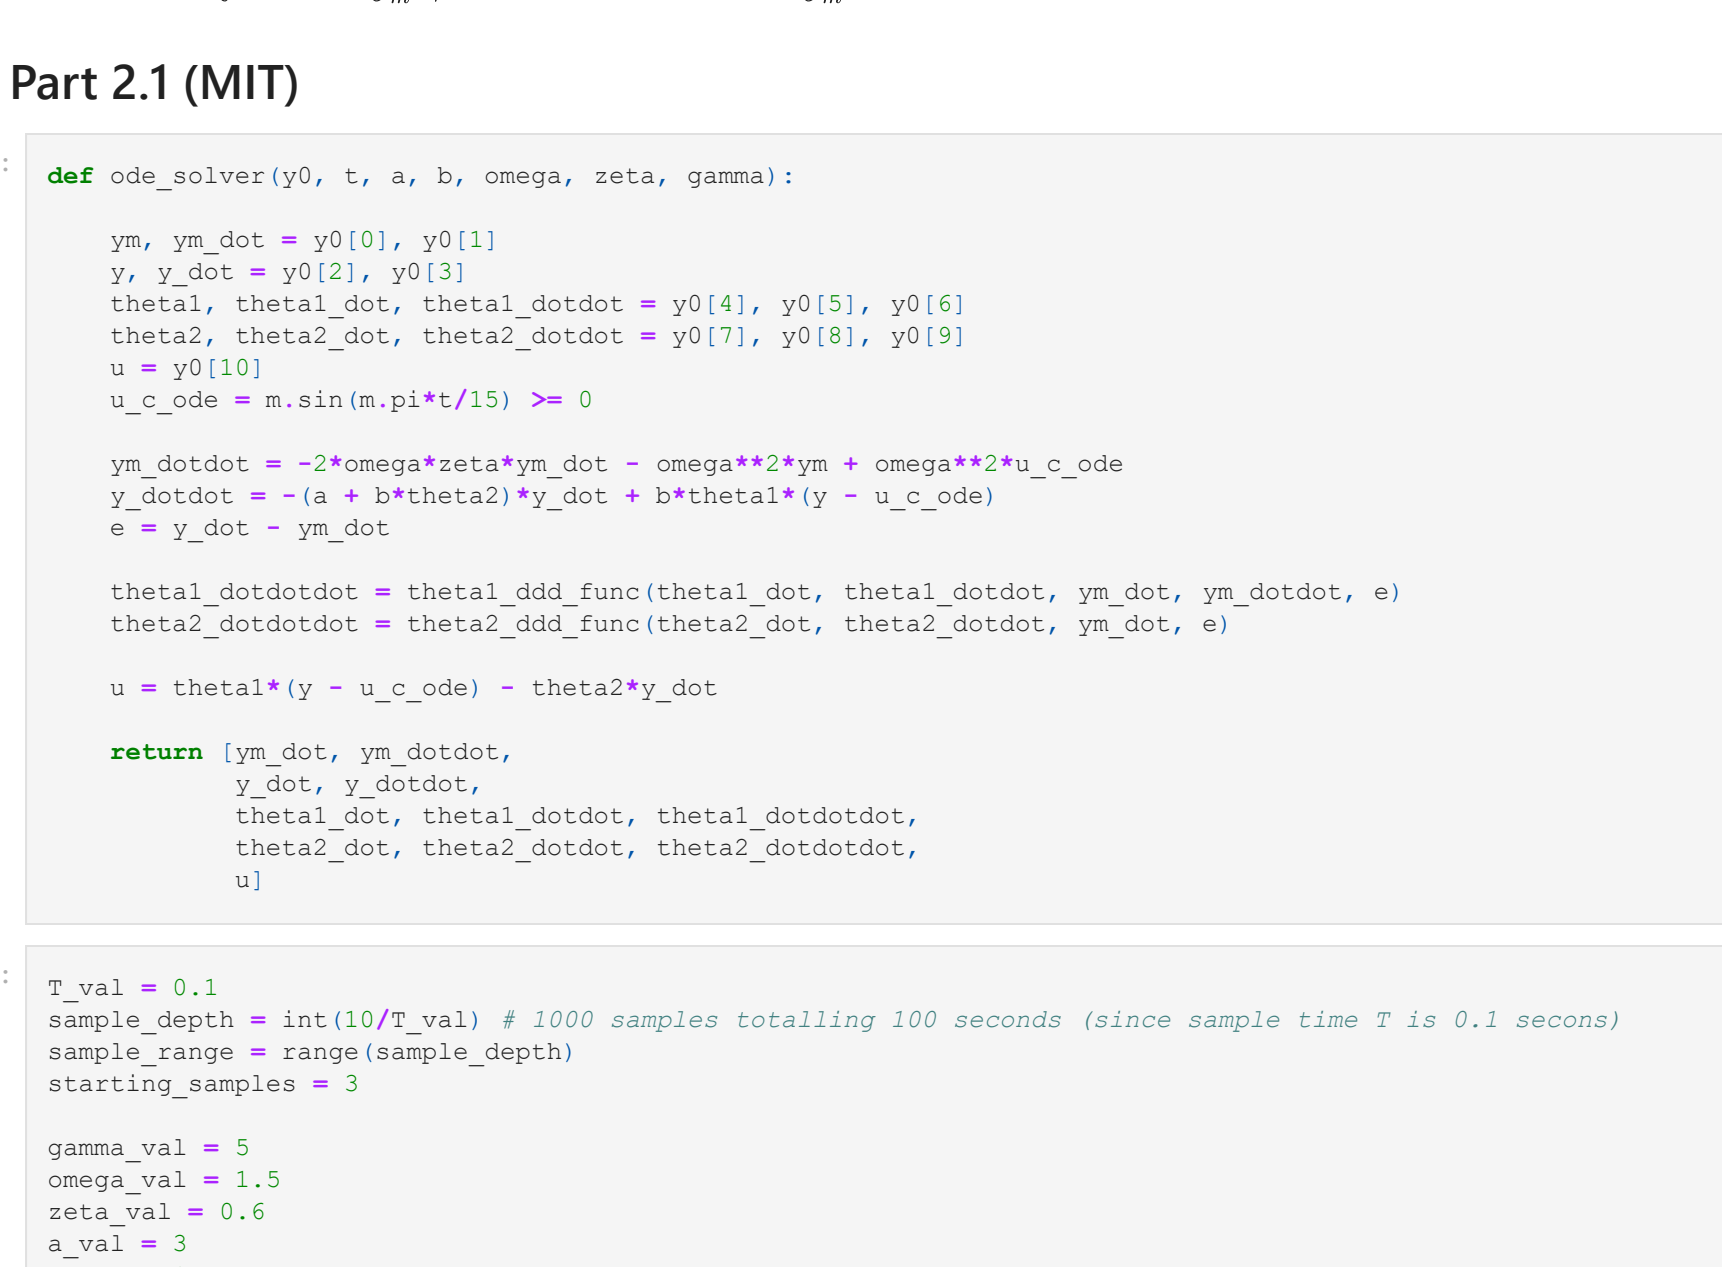 Part 2.1 (MIT)
:
def ode_solver(y0, t, a, b, omega, zeta, gamma):
ym, ym_dot = y0[0], y0[1]
y, y_dot = y0[2], y0[3]
theta1, theta1_dot, theta1_dotdot = y0[4], y0[5], y0[6]
theta2, theta2_dot, theta2_dotdot = y0[7], y0[8], y0[9]
u = y0[10]
u_c_ode = m.sin(m.pi*t/15) >= 0
ym_dotdot = -2*omega*zeta*ym_dot - omega**2*ym + omega**2*u_c_ode
y_dotdot = -(a + b*theta2)*y_dot + b*theta1*(y - u_c_ode)
e = y_dot - ym_dot
theta1_dotdotdot = theta1_ddd_func(theta1_dot, theta1_dotdot, ym_dot, ym_dotdot, e)
theta2_dotdotdot = theta2_ddd_func(theta2_dot, theta2_dotdot, ym_dot, e)
u = theta1*(y - u_c_ode) - theta2*y_dot
return [ym_dot, ym_dotdot,
y_dot, y_dotdot,
theta1_dot, theta1_dotdot, theta1_dotdotdot,
theta2_dot, theta2_dotdot, theta2_dotdotdot,
u]
:
T_val = 0.1
sample_depth = int(10/T_val) # 1000 samples totalling 100 seconds (since sample time T is 0.1 secons)
sample_range = range(sample_depth)
starting_samples = 3
gamma_val = 5
omega_val = 1.5
zeta_val = 0.6
a_val = 3